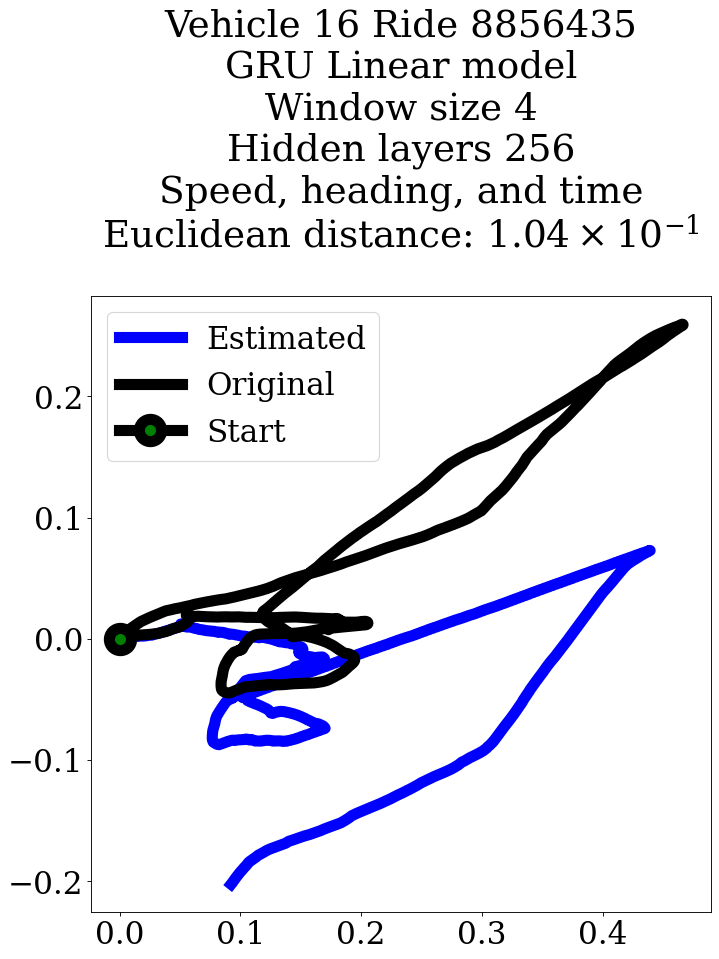 Vehicle 16 Ride 8856435
GRU Linear model
Window size 4
Hidden layers 256
Speed, heading, and time
Euclidean distance: 1.04 × 10⁻¹
Estimated
Original
Start
0.2
0.1
0.0
−0.1
−0.2
0.0 0.1 0.2 0.3 0.4